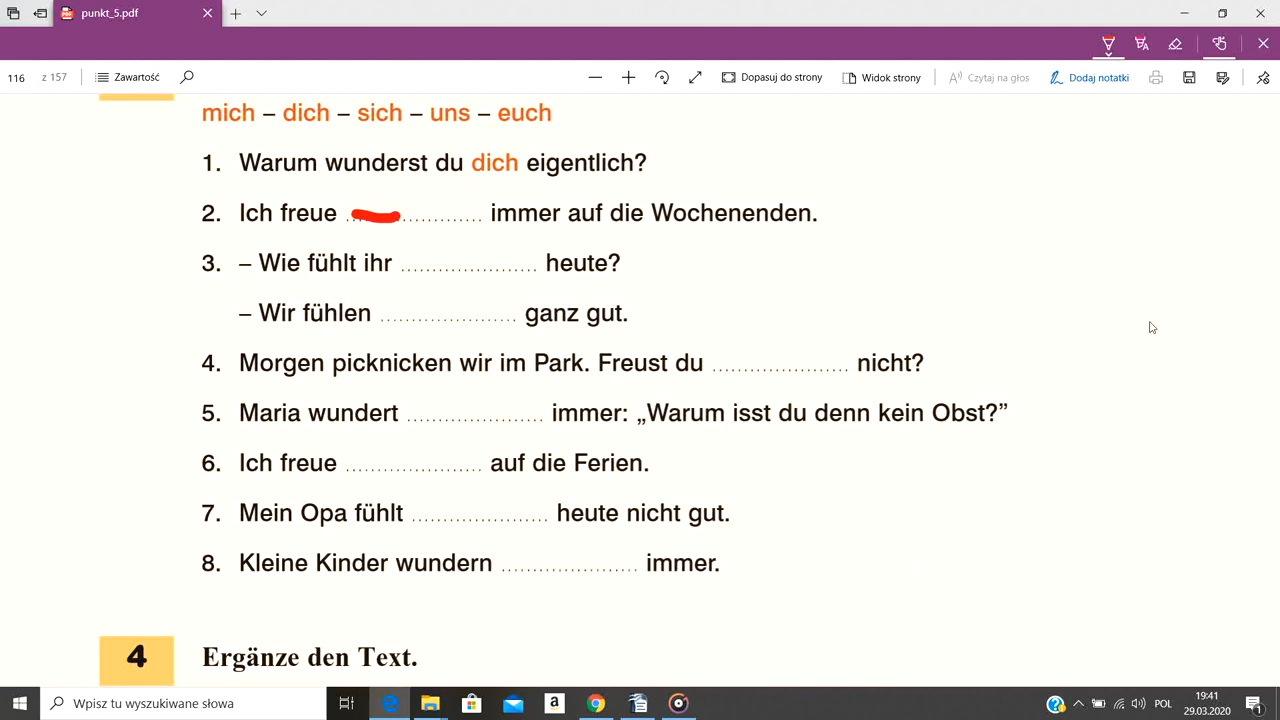 punkt_5.pdf
116 z 157 Zawartość Dopasuj do strony Widok strony Czytaj na głos Dodaj notatki
mich – dich – sich – uns – euch
1. Warum wunderst du dich eigentlich?
2. Ich freue ...................... immer auf die Wochenenden.
3. – Wie fühlt ihr ...................... heute?
– Wir fühlen ...................... ganz gut.
4. Morgen picknicken wir im Park. Freust du ...................... nicht?
5. Maria wundert ...................... immer: „Warum isst du denn kein Obst?”
6. Ich freue ...................... auf die Ferien.
7. Mein Opa fühlt ...................... heute nicht gut.
8. Kleine Kinder wundern ...................... immer.
4 Ergänze den Text.
Wpisz tu wyszukiwane słowa POL 19:41
29.03.2020